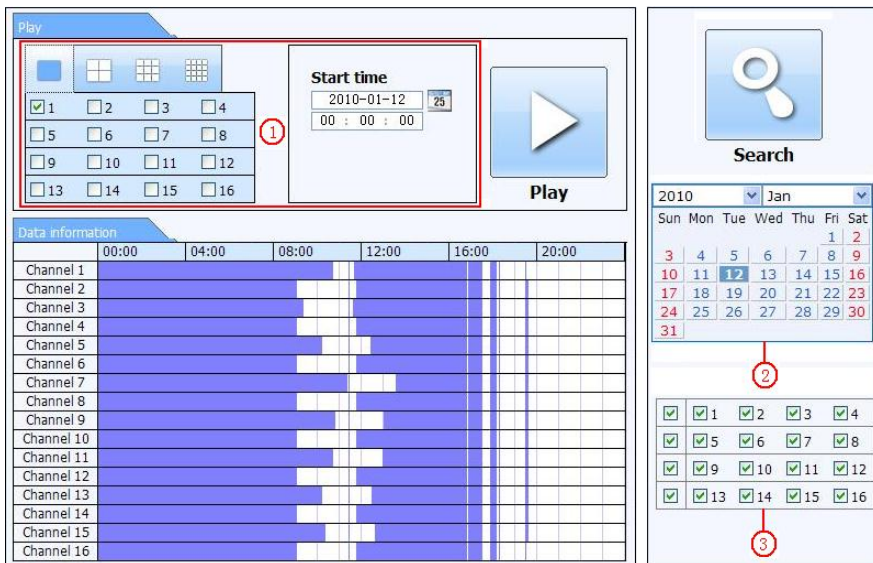 Play
Start time
2010-01-12 25
00 : 00 : 00
1 2 3 4
5 6 7 8
9 10 11 12
13 14 15 16
1
Play
Data information
00:00 04:00 08:00 12:00 16:00 20:00
Channel 1
Channel 2
Channel 3
Channel 4
Channel 5
Channel 6
Channel 7
Channel 8
Channel 9
Channel 10
Channel 11
Channel 12
Channel 13
Channel 14
Channel 15
Channel 16
Search
2010 Jan
Sun Mon Tue Wed Thu Fri Sat
1 2
3 4 5 6 7 8 9
10 11 12 13 14 15 16
17 18 19 20 21 22 23
24 25 26 27 28 29 30
31
2
1 2 3 4
5 6 7 8
9 10 11 12
13 14 15 16
3